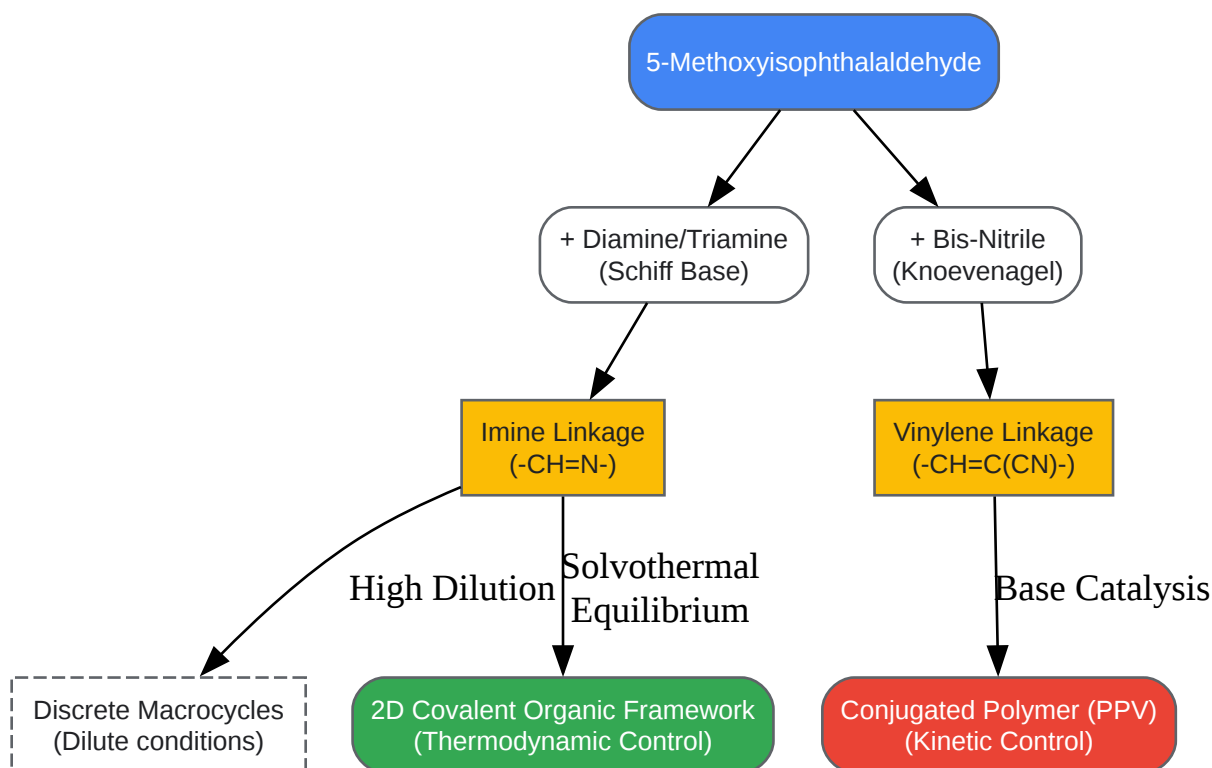 5-Methoxyisophthalaldehyde
+ Diamine/Triamine
(Schiff Base)
+ Bis-Nitrile
(Knoevenagel)
Imine Linkage
(-CH=N-)
Vinylene Linkage
(-CH=C(CN)-)
High Dilution
Solvothermal
Equilibrium
Base Catalysis
Discrete Macrocycles
(Dilute conditions)
2D Covalent Organic Framework
(Thermodynamic Control)
Conjugated Polymer (PPV)
(Kinetic Control)